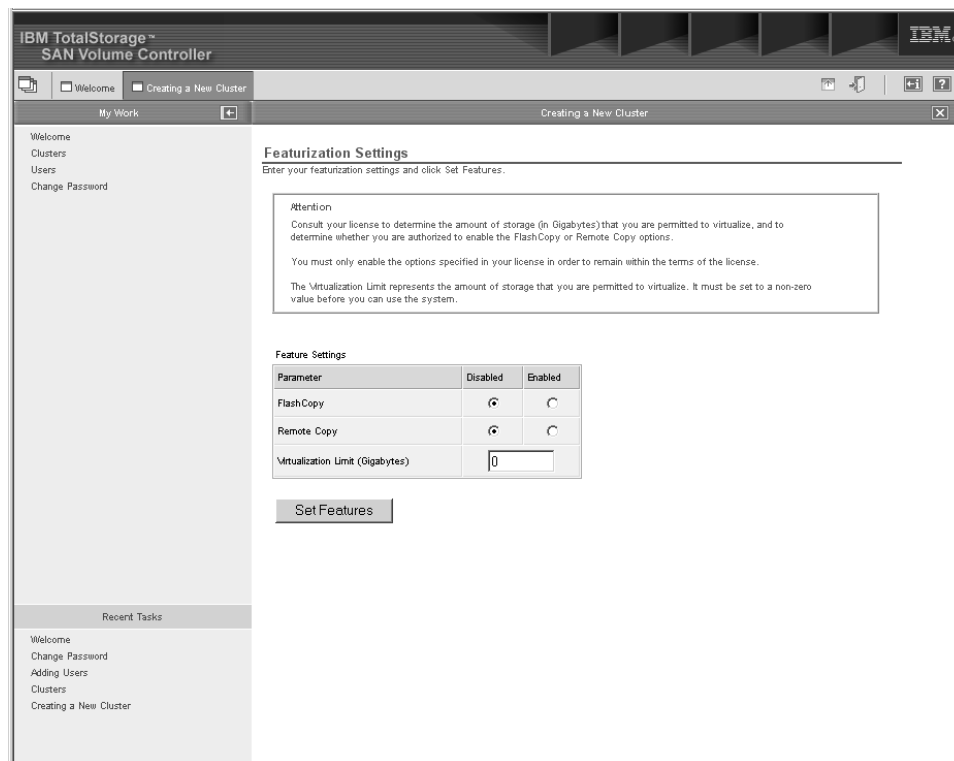 IBM TotalStorage™
SAN Volume Controller
IBM.
Welcome
Creating a New Cluster
My Work
Creating a New Cluster
Welcome
Clusters
Users
Change Password
Featurization Settings
Enter your featurization settings and click Set Features.
Attention
Consult your license to determine the amount of storage (in Gigabytes) that you are permitted to virtualize, and to
determine whether you are authorized to enable the FlashCopy or Remote Copy options.
You must only enable the options specified in your license in order to remain within the terms of the license.
The Virtualization Limit represents the amount of storage that you are permitted to virtualize. It must be set to a non-zero
value before you can use the system.
Feature Settings
Parameter Disabled Enabled
FlashCopy
Remote Copy
Virtualization Limit (Gigabytes) 0
Set Features
Recent Tasks
Welcome
Change Password
Adding Users
Clusters
Creating a New Cluster